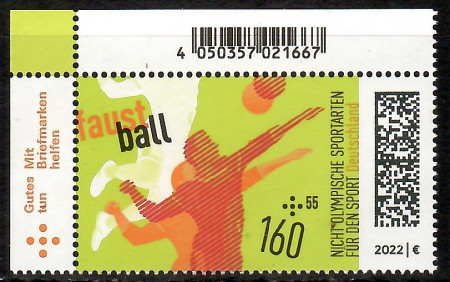 4 050357 021667
Gutes Mit
tun Briefmarken
helfen
faust
ball
160
+ 55
NICHTOLYMPISCHE SPORTARTEN
FÜR DEN SPORT Deutschland
2022 | €